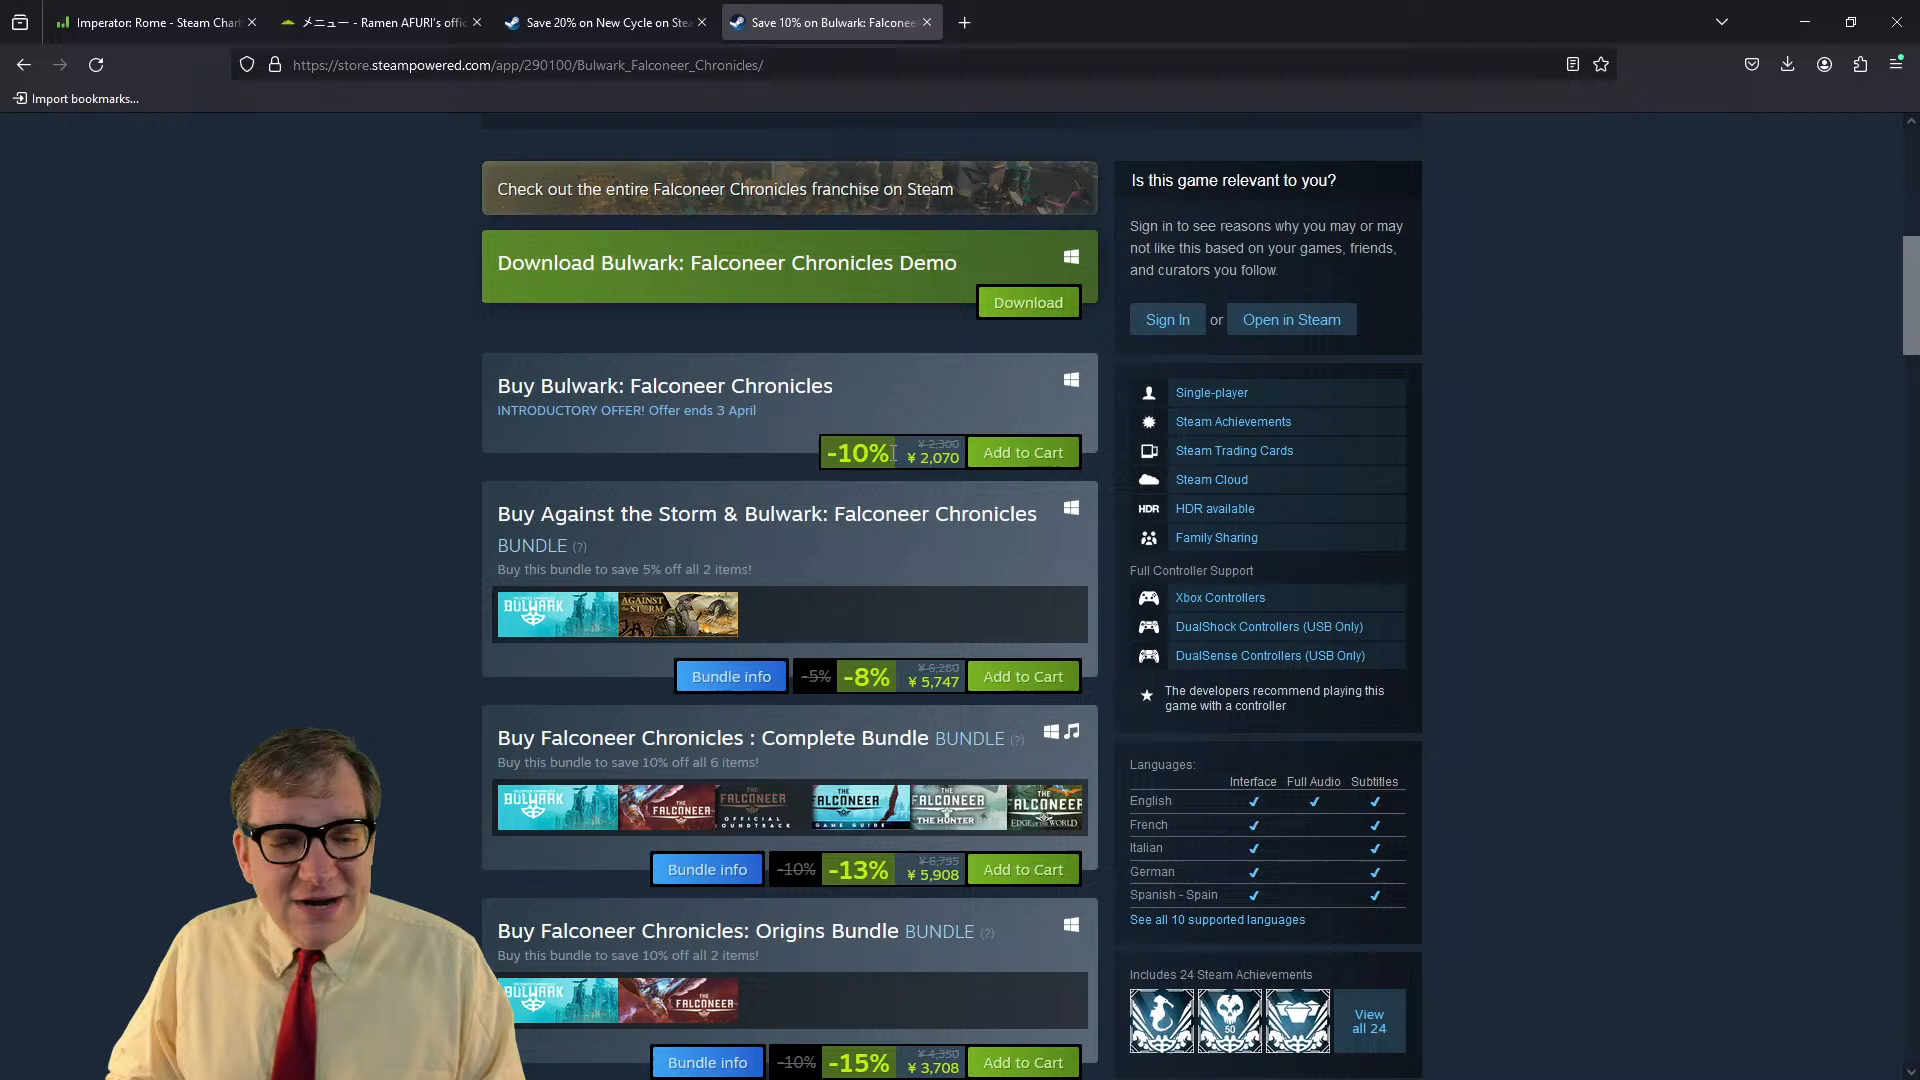 Imperator: Rome - Steam Chart
メニュー - Ramen AFURI's offic
Save 20% on New Cycle on Stea
Save 10% on Bulwark: Falconee
https://store.steampowered.com/app/290100/Bulwark_Falconeer_Chronicles/
Import bookmarks...
Check out the entire Falconeer Chronicles franchise on Steam
Download Bulwark: Falconeer Chronicles Demo
Download
Buy Bulwark: Falconeer Chronicles
INTRODUCTORY OFFER! Offer ends 3 April
-10%
¥ 2,300
¥ 2,070
Add to Cart
Buy Against the Storm & Bulwark: Falconeer Chronicles
BUNDLE (?)
Buy this bundle to save 5% off all 2 items!
BULWARK
AGAINST the STORM
Bundle info
-5%
-8%
¥ 6,280
¥ 5,747
Add to Cart
Buy Falconeer Chronicles : Complete Bundle BUNDLE (?)
Buy this bundle to save 10% off all 6 items!
BULWARK
THE FALCONEER
THE FALCONEER
THE FALCONEER GAME GUIDE
THE FALCONEER THE HUNTER
THE FALCONEER EDGE OF THE WORLD
Bundle info
-10%
-13%
¥ 6,795
¥ 5,908
Add to Cart
Buy Falconeer Chronicles: Origins Bundle BUNDLE (?)
Buy this bundle to save 10% off all 2 items!
BULWARK
THE FALCONEER
Bundle info
-10%
-15%
¥ 4,350
¥ 3,708
Add to Cart
Is this game relevant to you?
Sign in to see reasons why you may or may
not like this based on your games, friends,
and curators you follow.
Sign In or Open in Steam
Single-player
Steam Achievements
Steam Trading Cards
Steam Cloud
HDR HDR available
Family Sharing
Full Controller Support
Xbox Controllers
DualShock Controllers (USB Only)
DualSense Controllers (USB Only)
The developers recommend playing this
game with a controller
Languages:
Interface Full Audio Subtitles
English
French
Italian
German
Spanish - Spain
See all 10 supported languages
Includes 24 Steam Achievements
50
View
all 24